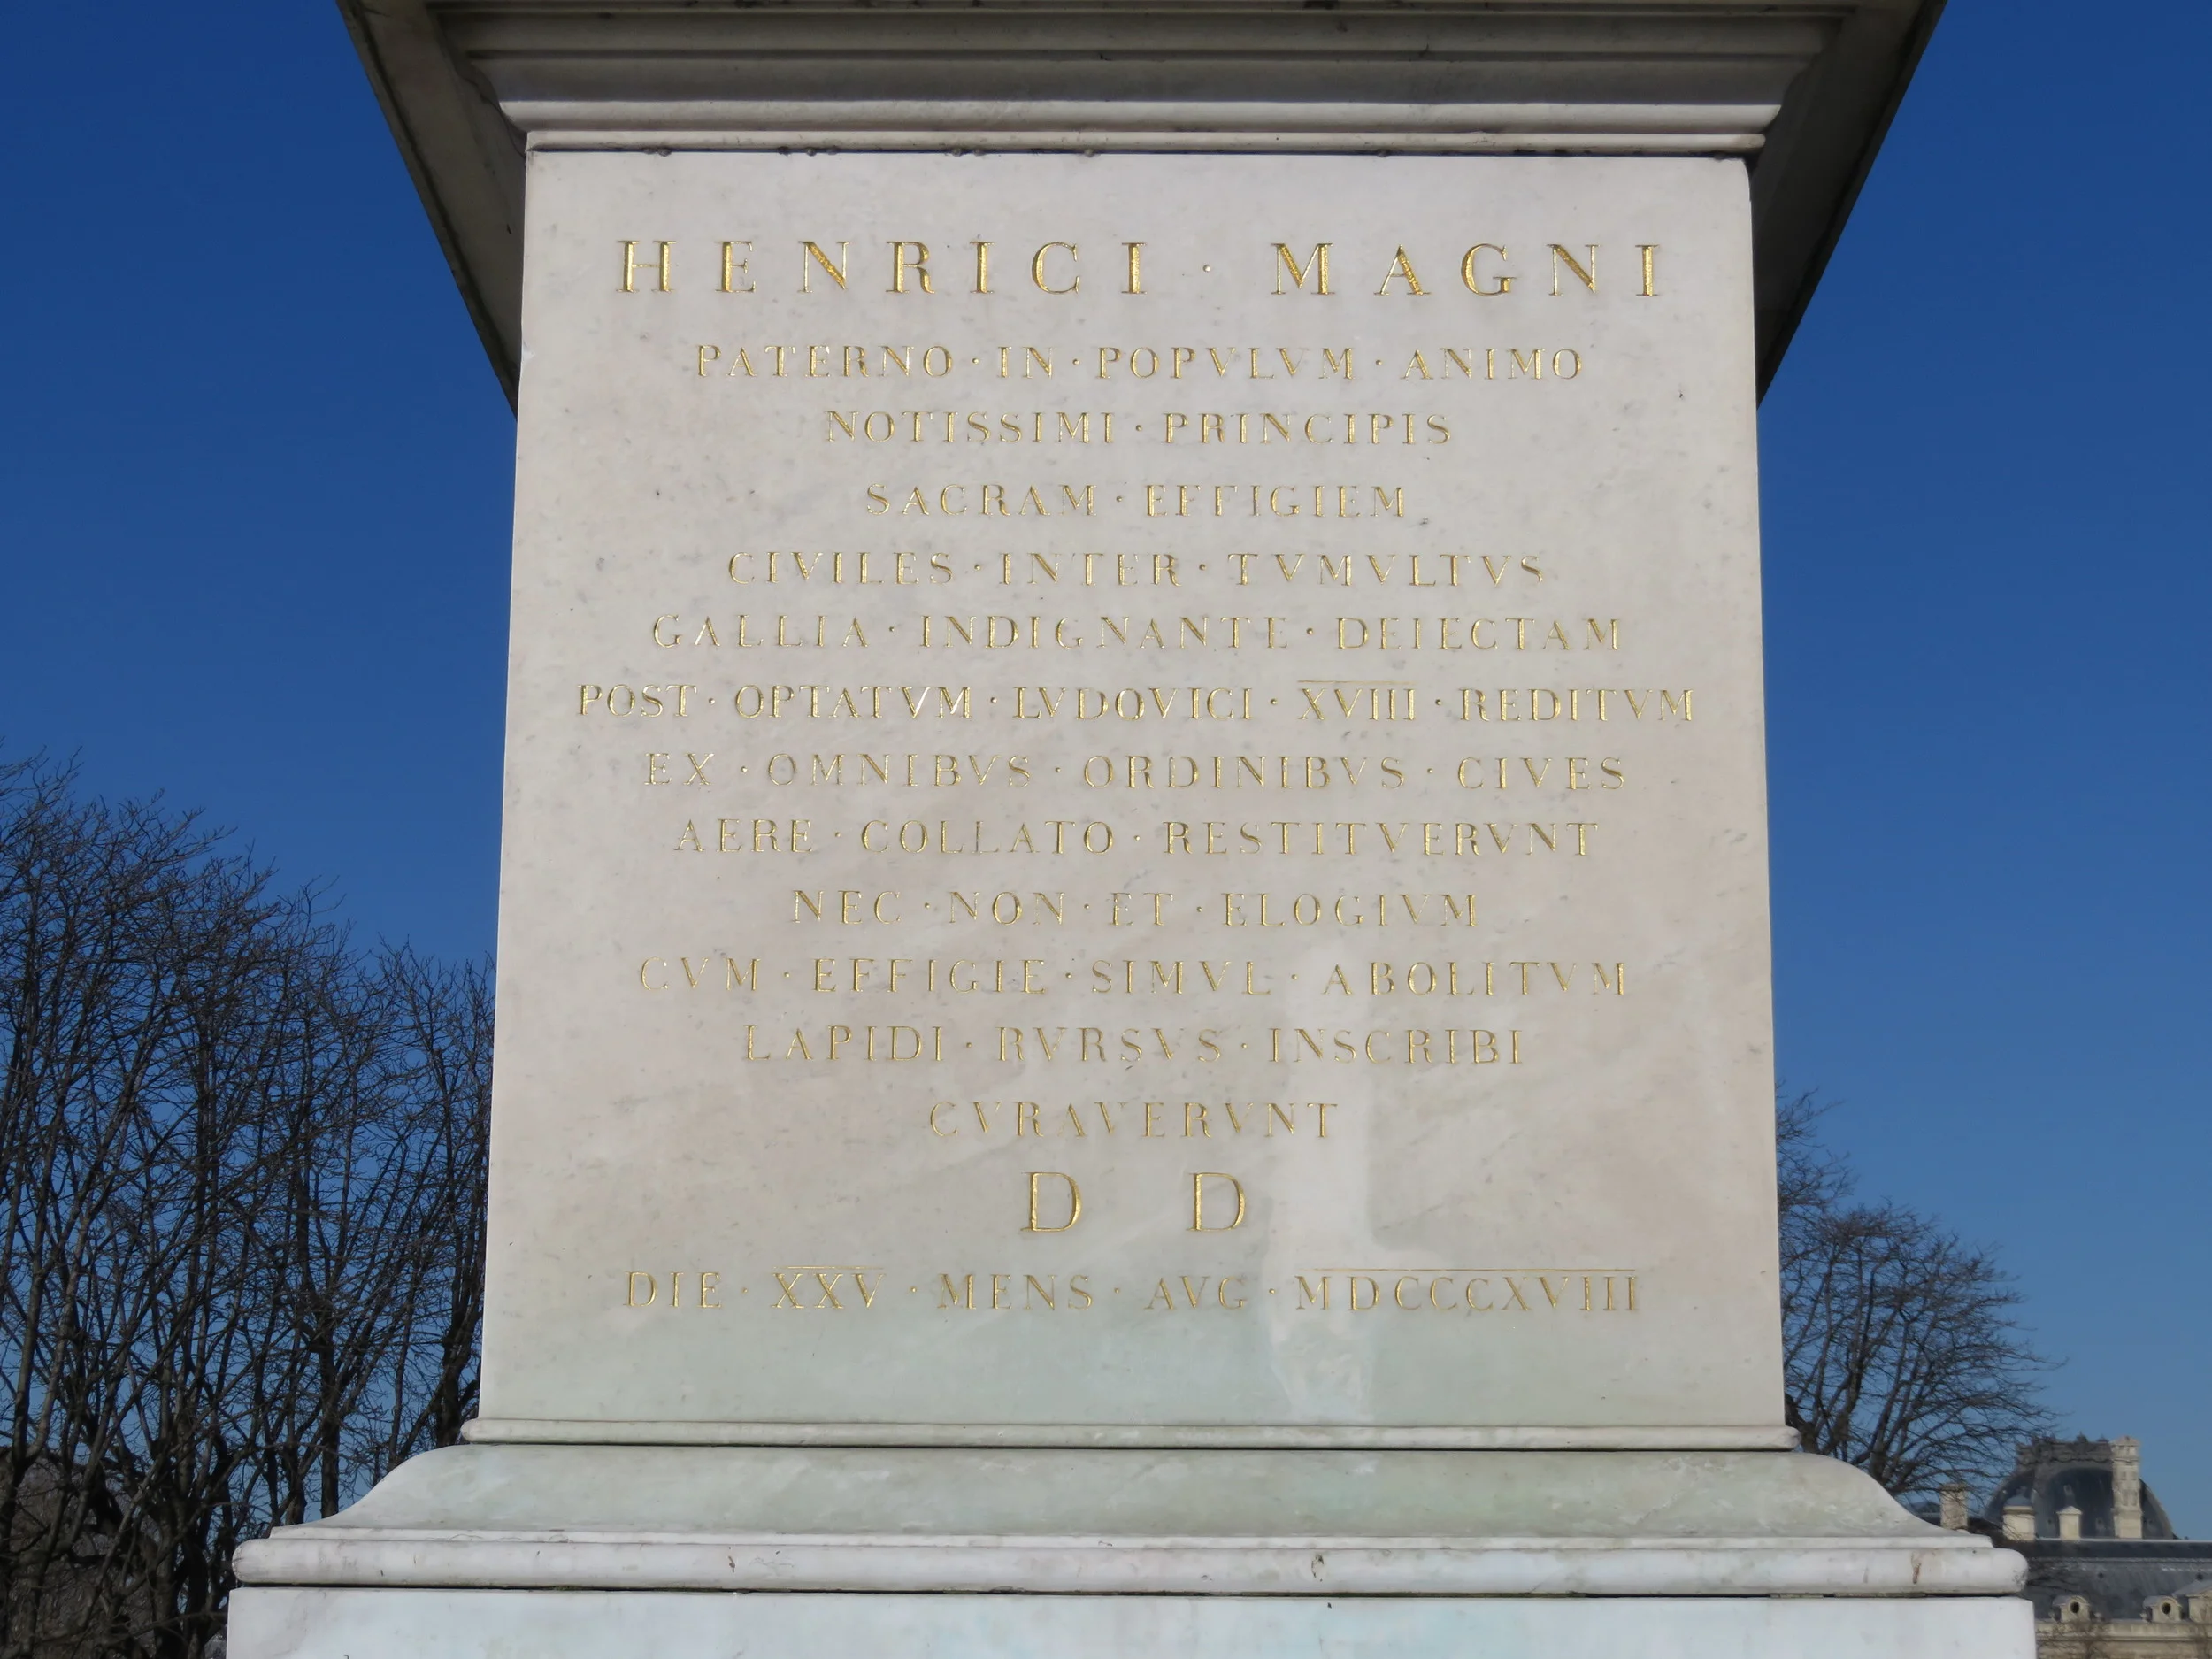 HENRICI · MAGNI
PATERNO · IN · POPVLVM · ANIMO
NOTISSIMI · PRINCIPIS
SACRAM · EFFIGIEM
CIVILES · INTER · TVMVLTVS
GALLIA · INDIGNANTE · DEIECTAM
POST · OPTATVM · LVDOVICI · XVIII · REDITVM
EX · OMNIBVS · ORDINIBVS · CIVES
AERE · COLLATO · RESTITVERVNT
NEC · NON · ET · ELOGIVM
CVM · EFFIGIE · SIMVL · ABOLITVM
LAPIDI · RVRSVS · INSCRIBI
CVRAVERVNT
D D
DIE · XXV · MENS · AVG · MDCCCXVIII